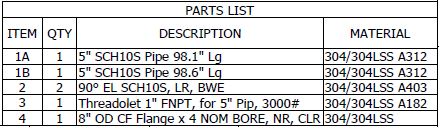 PARTS LIST
ITEM QTY DESCRIPTION MATERIAL
1A 1 5" SCH10S Pipe 98.1" Lg 304/304LSS A312
1B 1 5" SCH10S Pipe 98.6" Lg 304/304LSS A312
2 2 90º EL SCH10S, LR, BWE 304/304LSS A403
3 1 Threadolet 1" FNPT, for 5" Pip, 3000# 304/304LSS A182
4 1 8" OD CF Flange x 4 NOM BORE, NR, CLR 304/304LSS